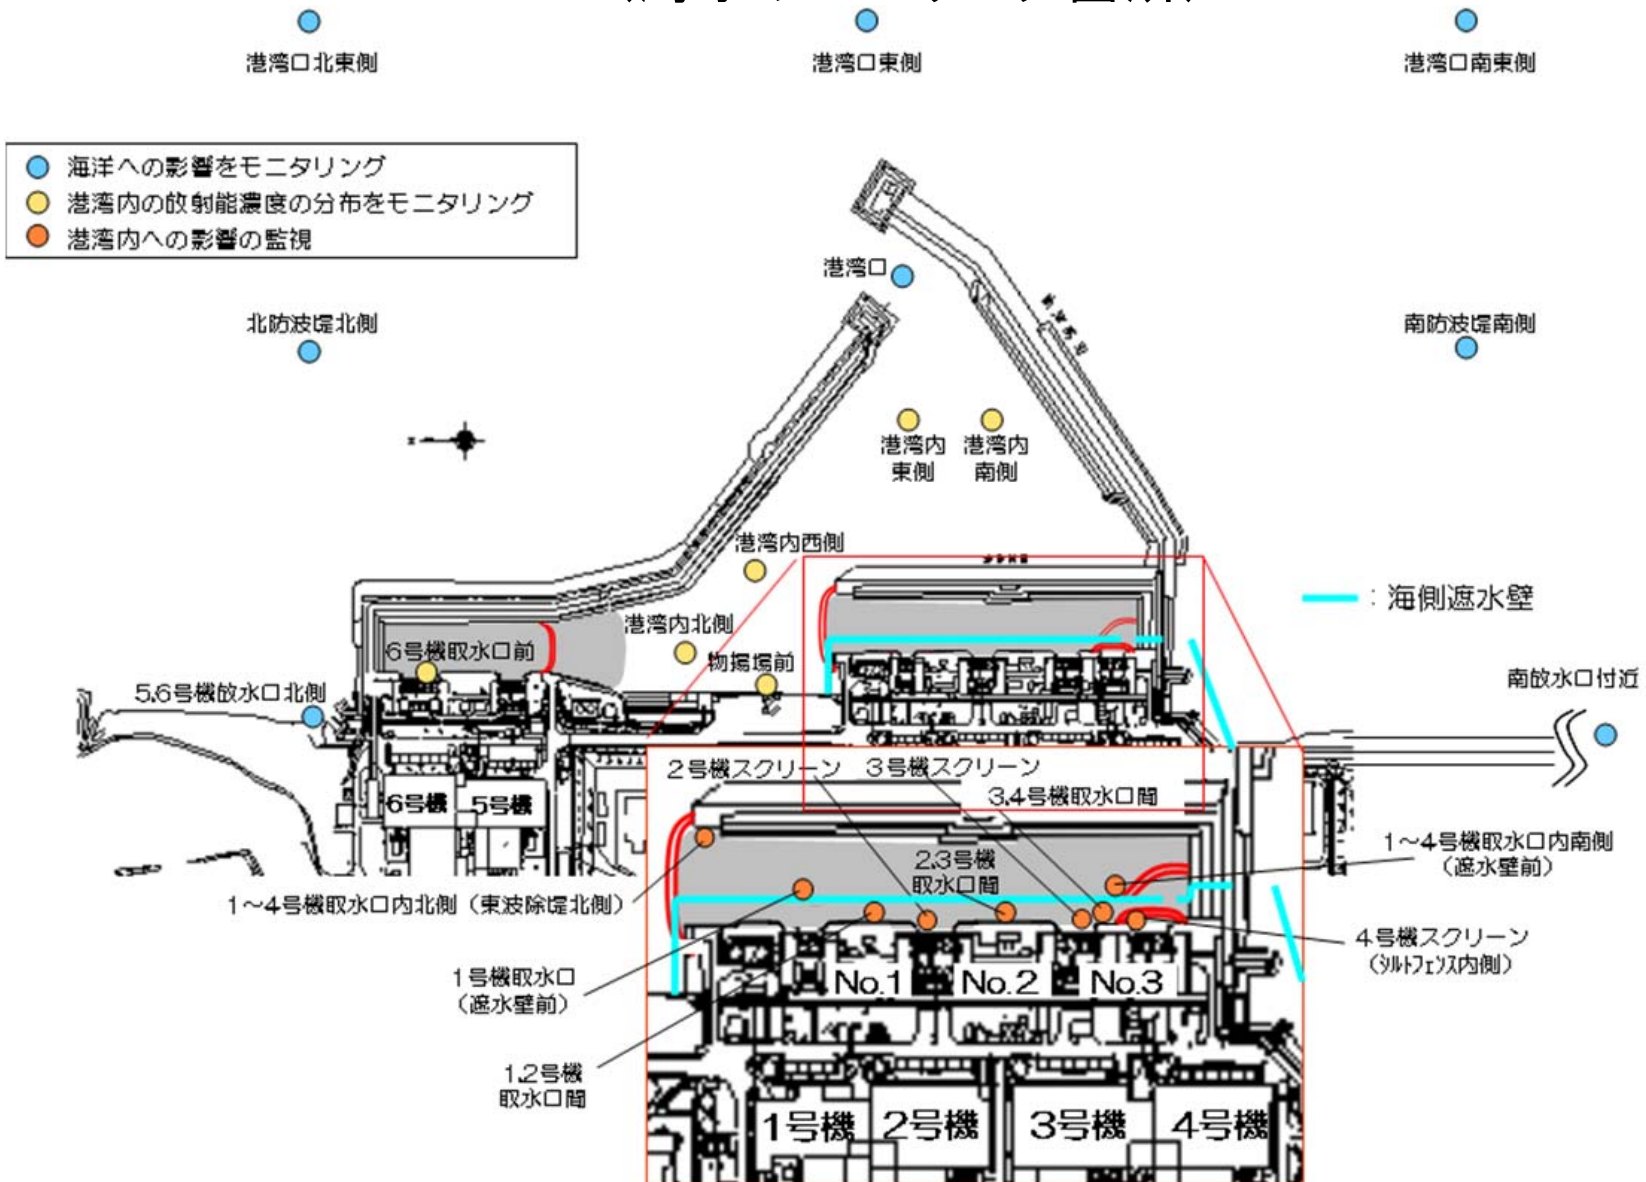 港湾口北東側
港湾口東側
港湾口南東側
海洋への影響をモニタリング
港湾内の放射能濃度の分布をモニタリング
港湾内への影響の監視
港湾口
北防波堤北側
南防波堤南側
港湾内
東側
港湾内
南側
港湾内西側
：海側遮水壁
港湾内北側
6号機取水口前
物揚場前
5,6号機放水口北側
南放水口付近
2号機スクリーン
3号機スクリーン
3,4号機取水口間
6号機
5号機
1～4号機取水口内南側
（遮水壁前）
2,3号機
取水口間
1～4号機取水口内北側（東波除堤北側）
4号機スクリーン
（シルトフェンス内側）
1号機取水口
（遮水壁前）
No.1
No.2
No.3
1,2号機
取水口間
1号機
2号機
3号機
4号機